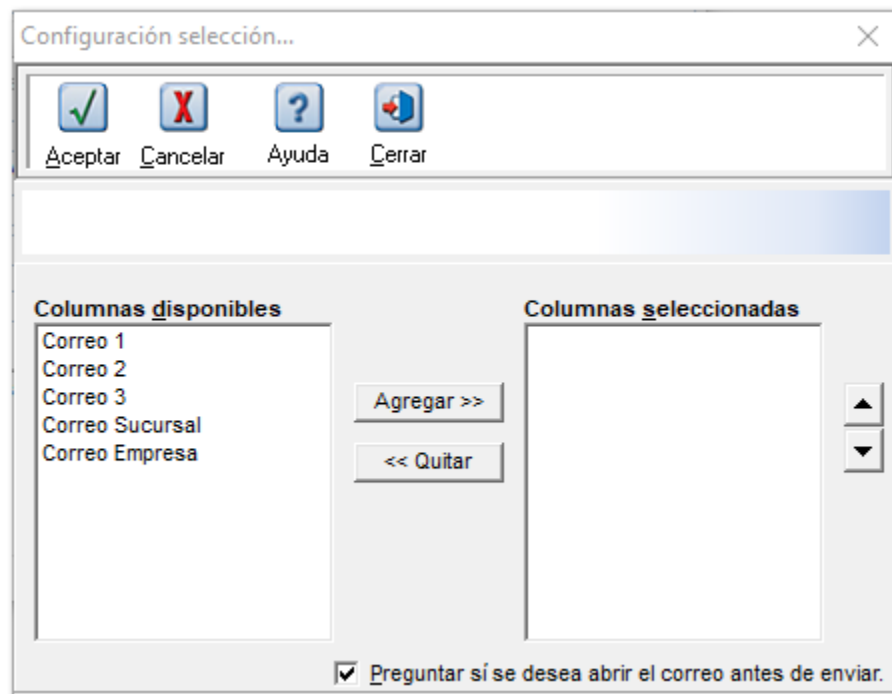 Configuración selección...
Aceptar Cancelar Ayuda Cerrar
Columnas disponibles
Correo 1
Correo 2
Correo 3
Correo Sucursal
Correo Empresa
Agregar >>
<< Quitar
Columnas seleccionadas
Preguntar sí se desea abrir el correo antes de enviar.